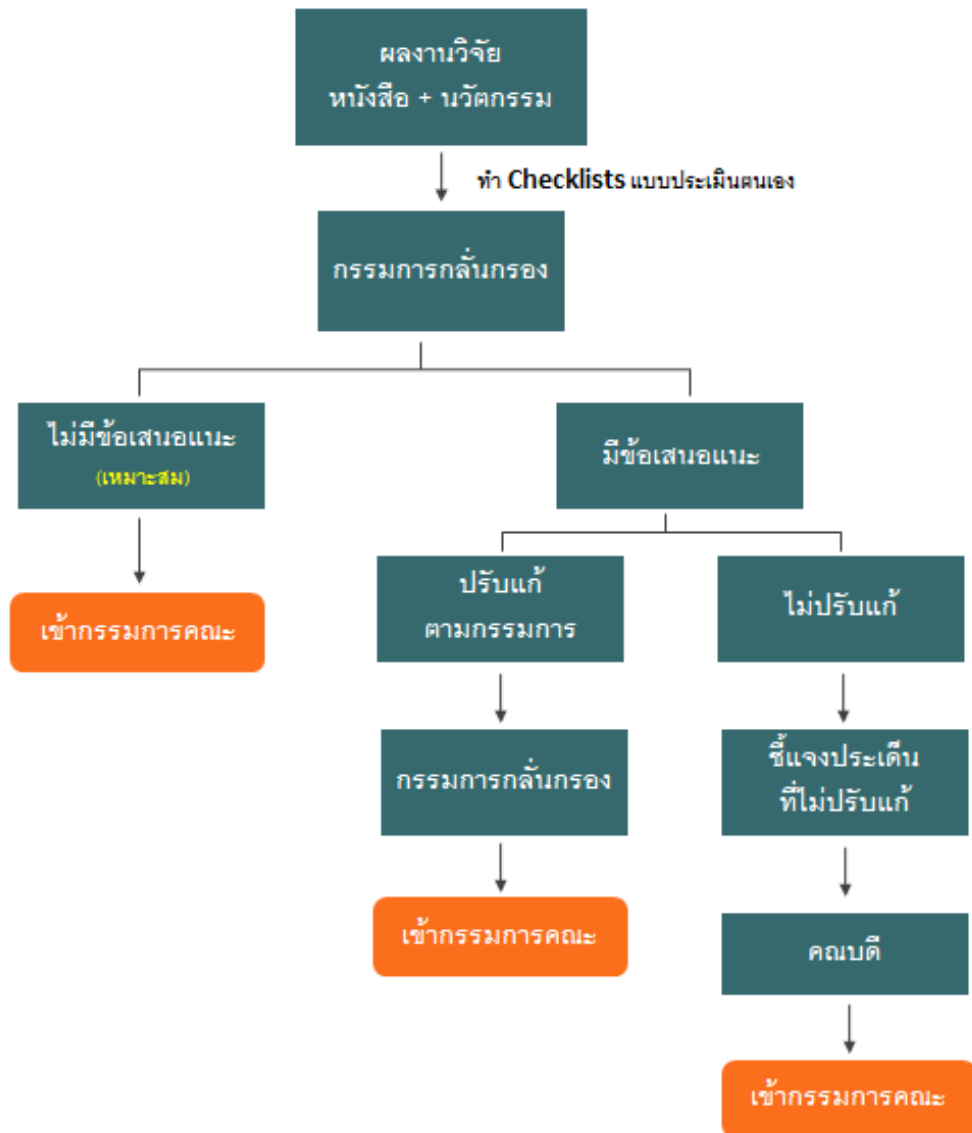 ผลงานวิจัย
หนังสือ + นวัตกรรม
ทำ Checklists แบบประเมินตนเอง
กรรมการกลั่นกรอง
ไม่มีข้อเสนอแนะ
(เหมาะสม)
มีข้อเสนอแนะ
เข้ากรรมการคณะ
ปรับแก้
ตามกรรมการ
ไม่ปรับแก้
กรรมการกลั่นกรอง
ชี้แจงประเด็น
ที่ไม่ปรับแก้
เข้ากรรมการคณะ
คณบดี
เข้ากรรมการคณะ